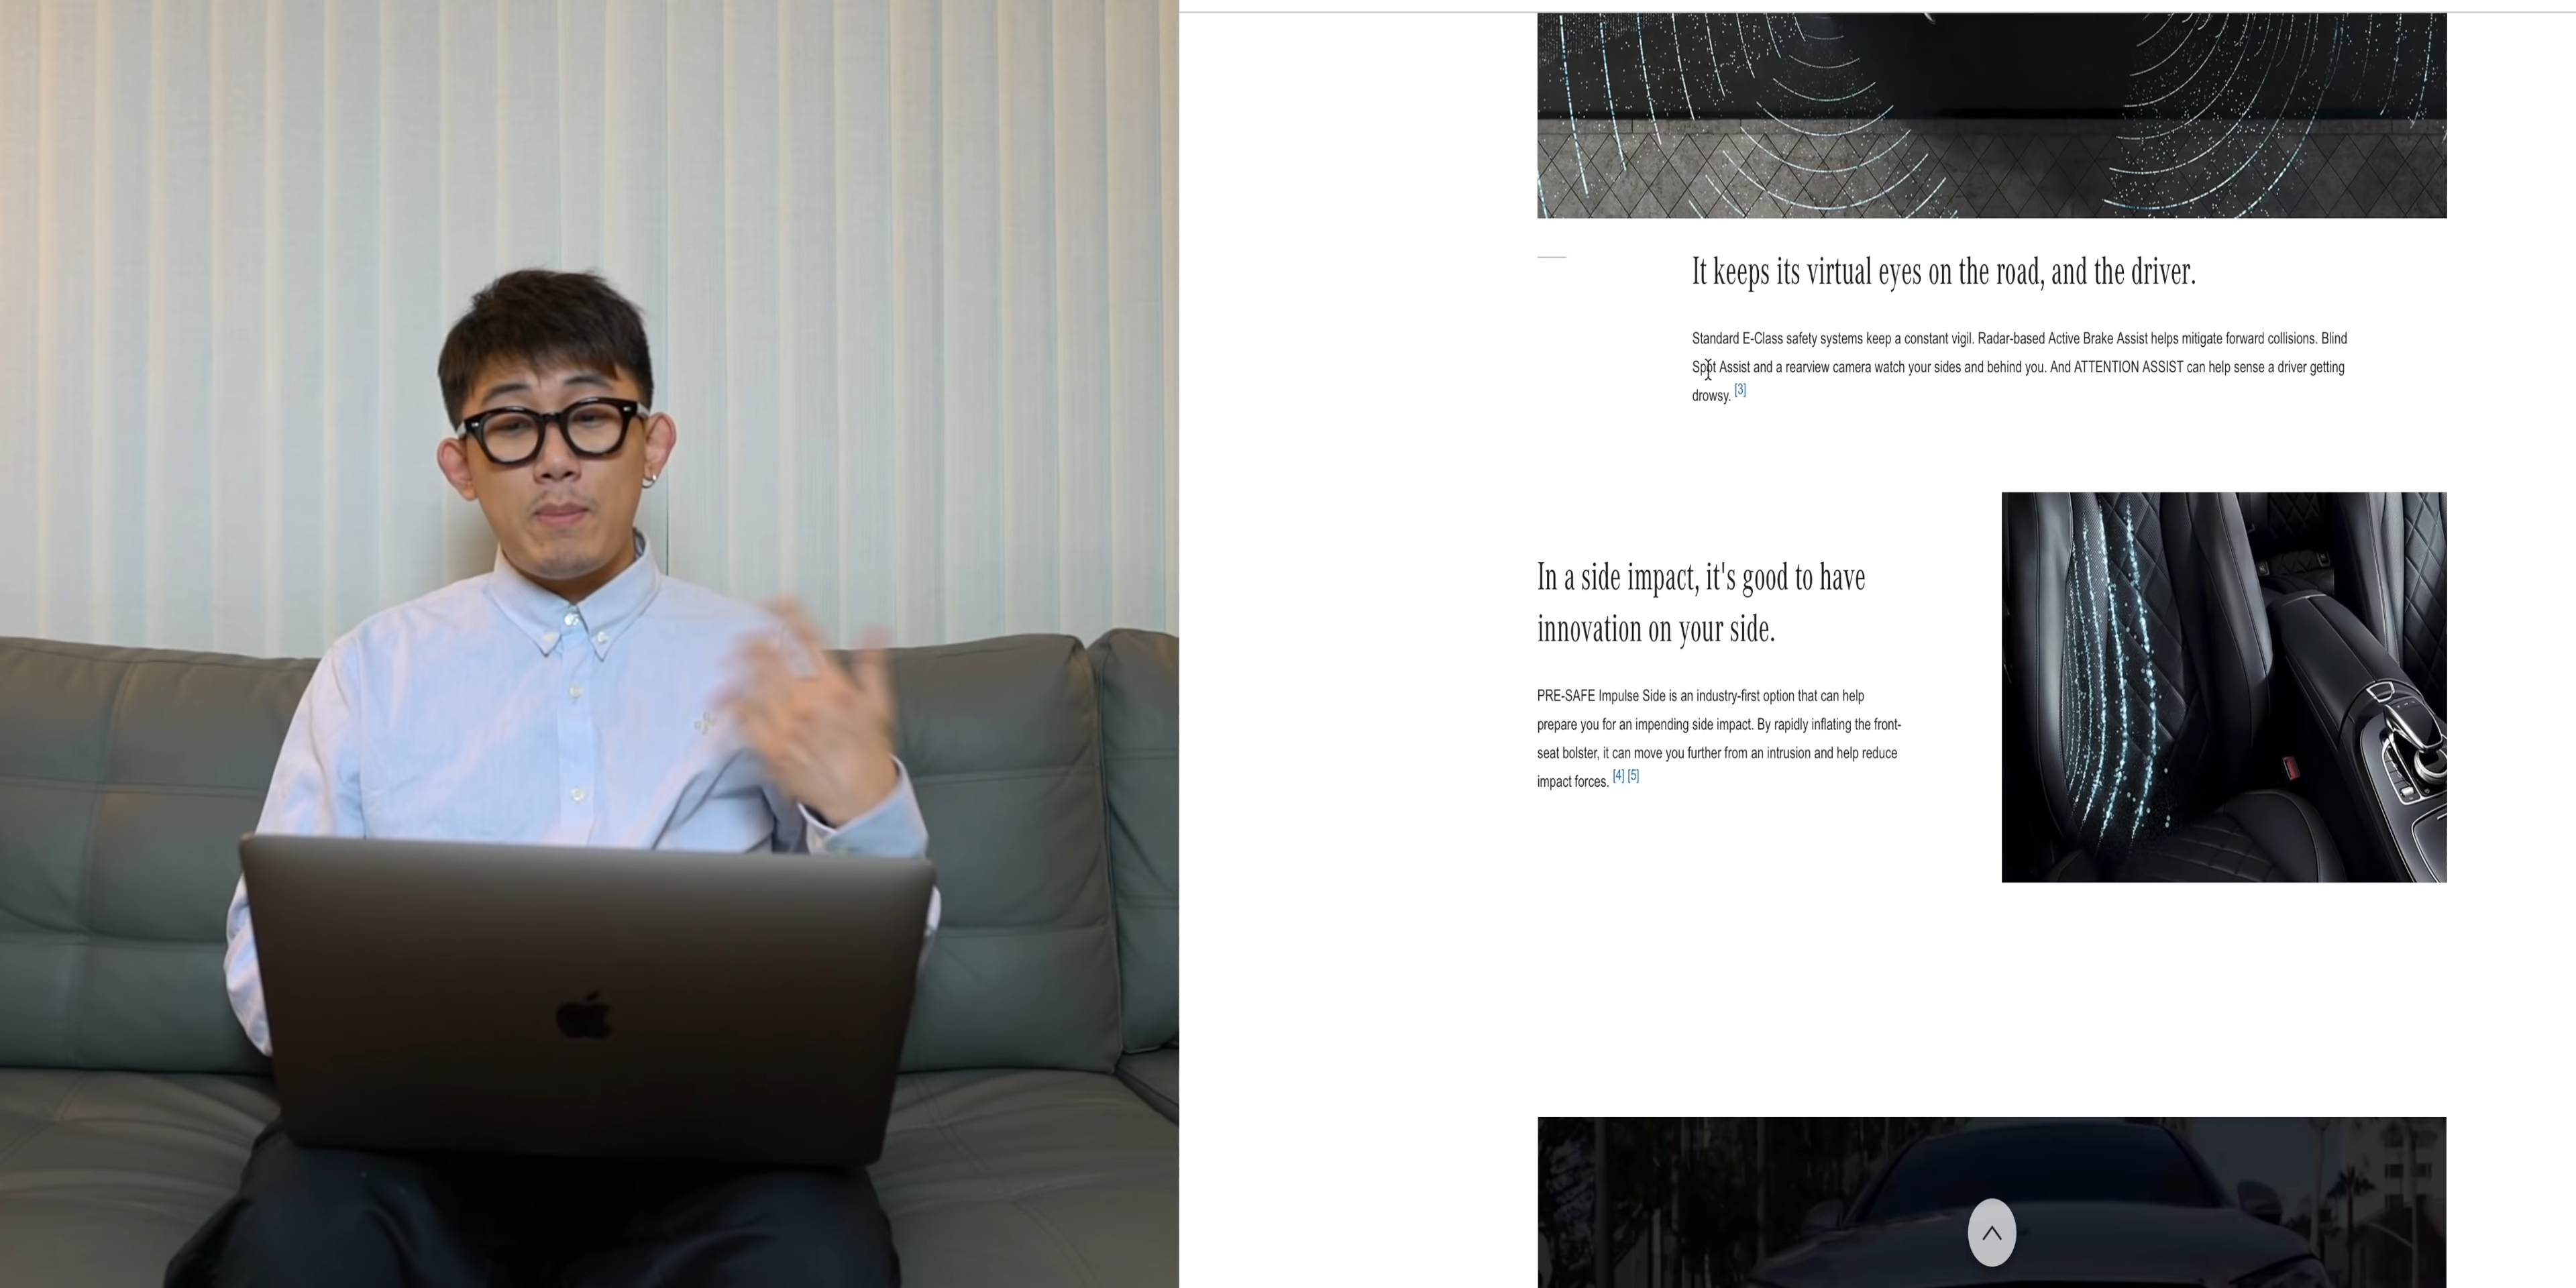 It keeps its virtual eyes on the road, and the driver.
Standard E-Class safety systems keep a constant vigil. Radar-based Active Brake Assist helps mitigate forward collisions. Blind
Spot Assist and a rearview camera watch your sides and behind you. And ATTENTION ASSIST can help sense a driver getting
drowsy. [3]
In a side impact, it's good to have
innovation on your side.
PRE-SAFE Impulse Side is an industry-first option that can help
prepare you for an impending side impact. By rapidly inflating the front-
seat bolster, it can move you further from an intrusion and help reduce
impact forces. [4] [5]